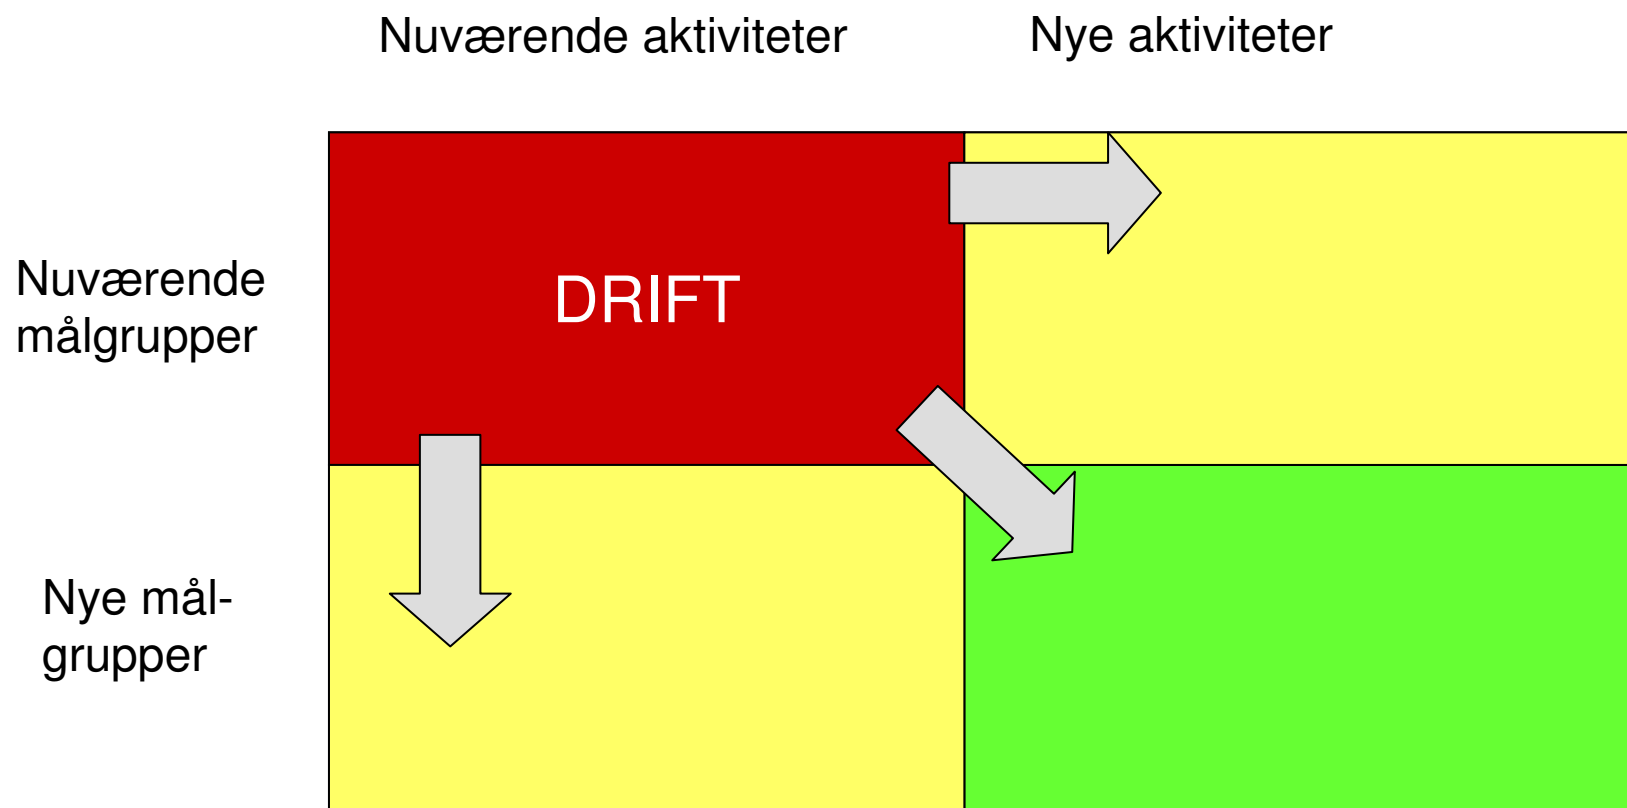 Nuværende aktiviteter
Nye aktiviteter
Nuværende
målgrupper
DRIFT
Nye mål-
grupper